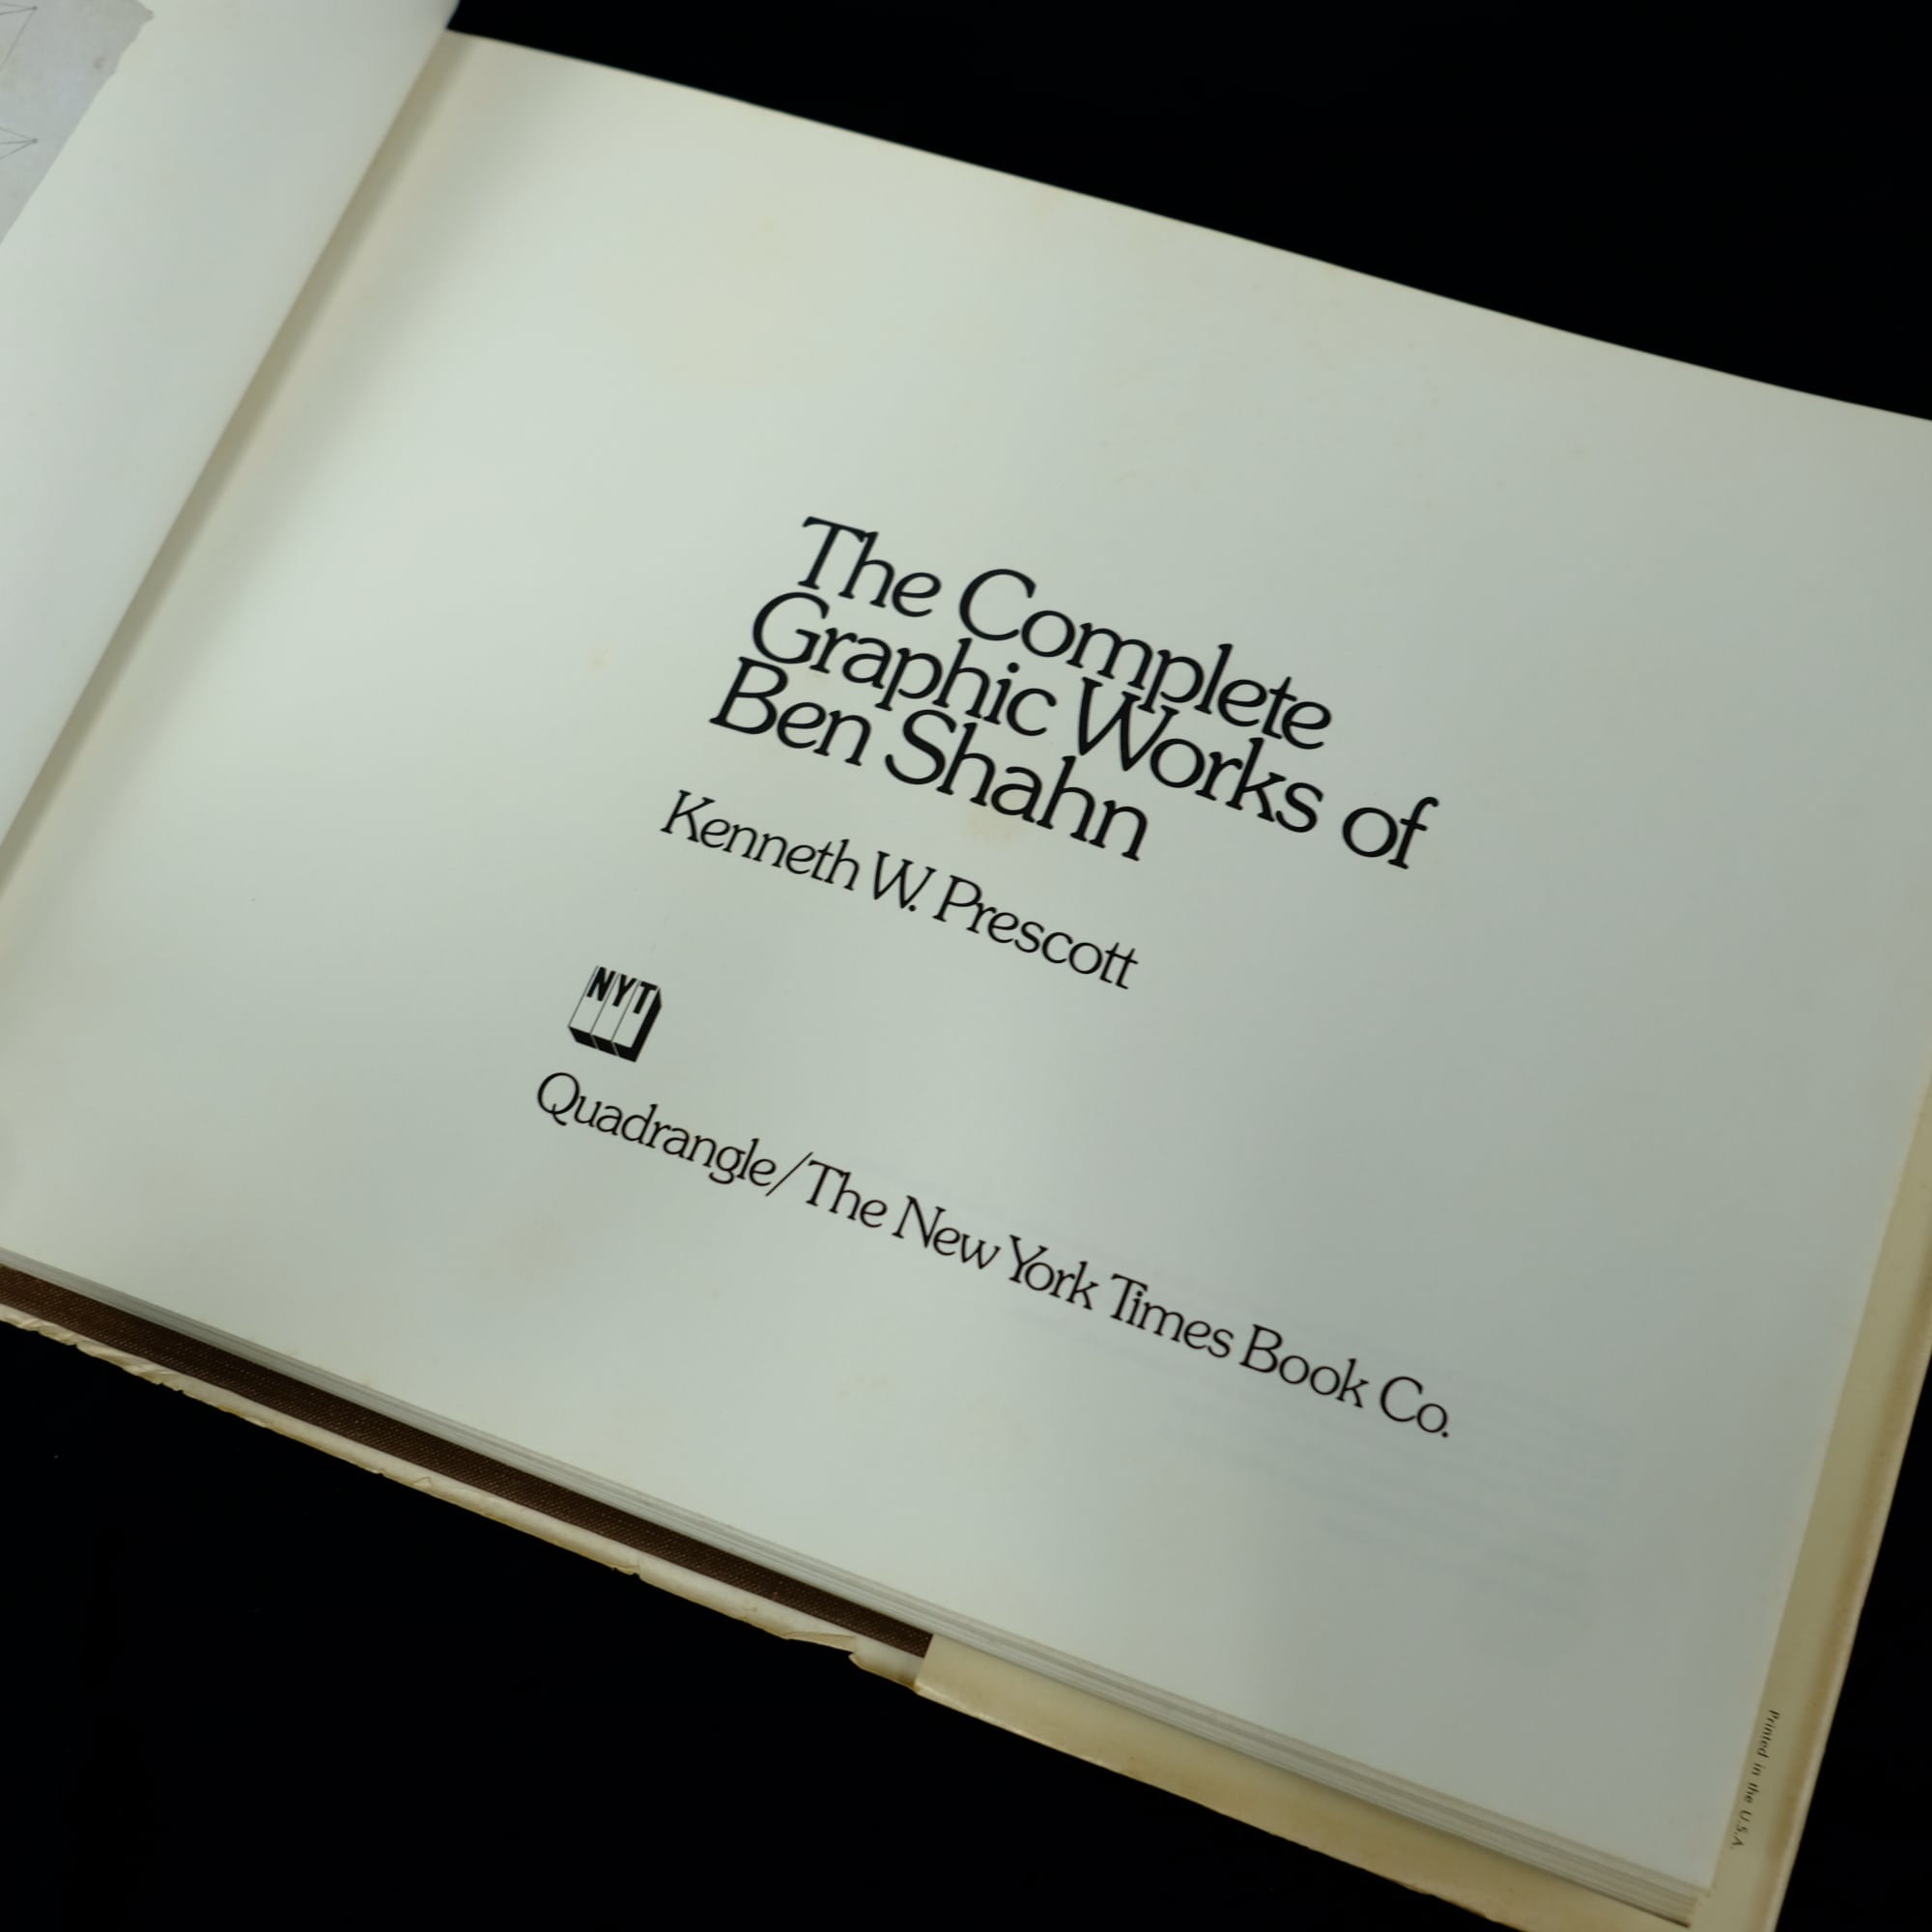 The Complete
Graphic Works of
Ben Shahn
Kenneth W. Prescott
NYT
Quadrangle/The New York Times Book Co.
Printed in the U.S.A.